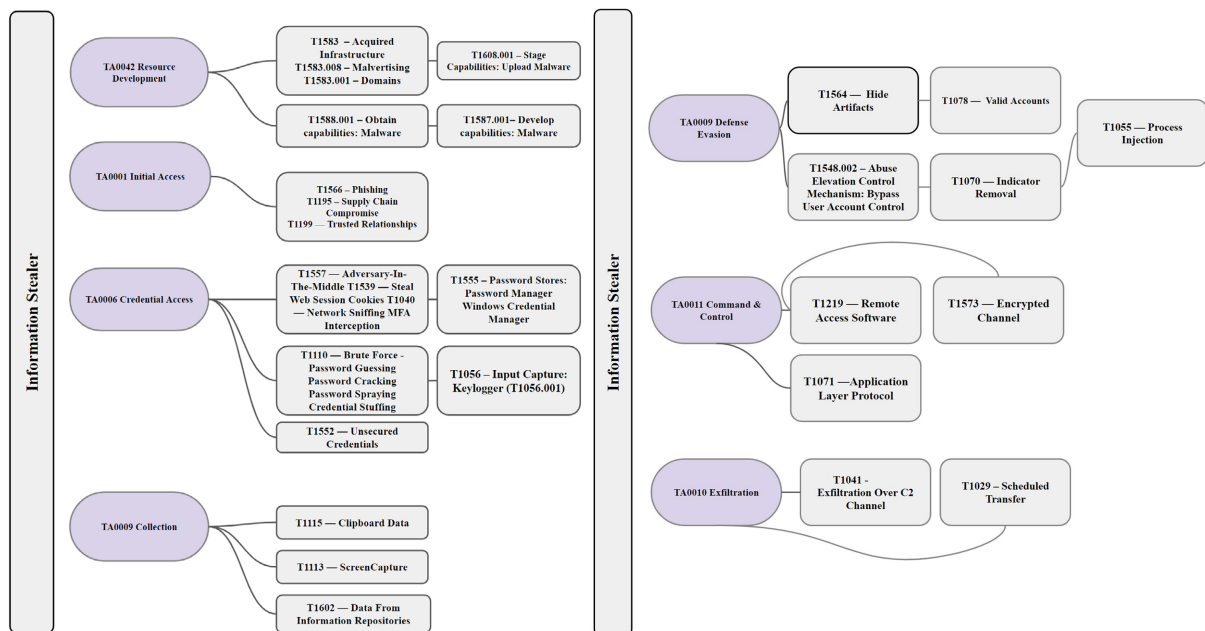 Information Stealer
TA0042 Resource
Development
T1583 – Acquired
Infrastructure
T1583.008 – Malvertising
T1583.001 – Domains
T1608.001 – Stage
Capabilities: Upload Malware
T1588.001 – Obtain
capabilities: Malware
T1587.001– Develop
capabilities: Malware
TA0001 Initial Access
T1566 – Phishing
T1195 – Supply Chain
Compromise
T1199 — Trusted Relationships
TA0006 Credential Access
T1557 — Adversary-In-
The-Middle T1539 — Steal
Web Session Cookies T1040
— Network Sniffing MFA
Interception
T1555 – Password Stores:
Password Manager
Windows Credential
Manager
T1110 — Brute Force -
Password Guessing
Password Cracking
Password Spraying
Credential Stuffing
T1056 – Input Capture:
Keylogger (T1056.001)
T1552 — Unsecured
Credentials
TA0009 Collection
T1115 — Clipboard Data
T1113 — ScreenCapture
T1602 — Data From
Information Repositories
Information Stealer
TA0009 Defense
Evasion
T1564 — Hide
Artifacts
T1078 — Valid Accounts
T1055 — Process
Injection
T1548.002 – Abuse
Elevation Control
Mechanism: Bypass
User Account Control
T1070 — Indicator
Removal
TA0011 Command &
Control
T1219 — Remote
Access Software
T1573 — Encrypted
Channel
T1071 —Application
Layer Protocol
TA0010 Exfiltration
T1041 -
Exfiltration Over C2
Channel
T1029 – Scheduled
Transfer